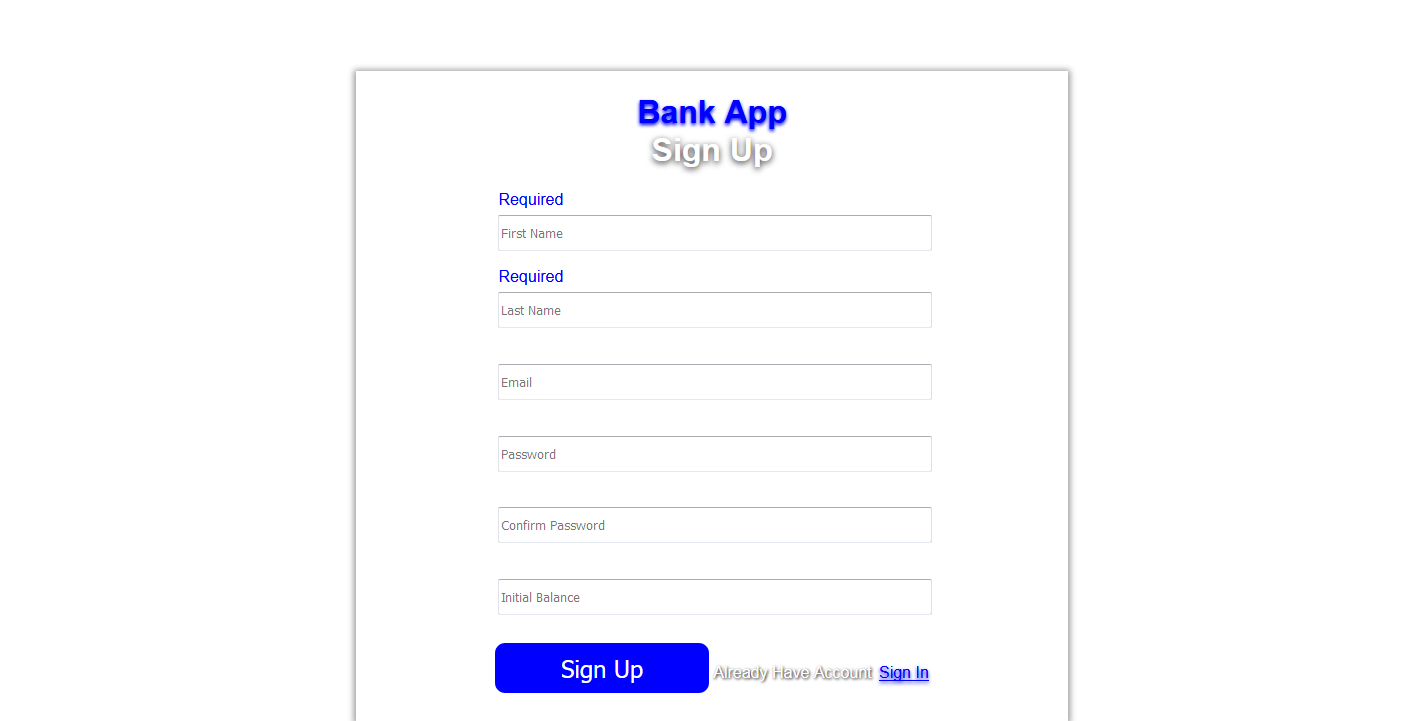 Bank App
Sign Up
Required
First Name
Required
Last Name
Email
Password
Confirm Password
Initial Balance
Sign Up Already Have Account Sign In